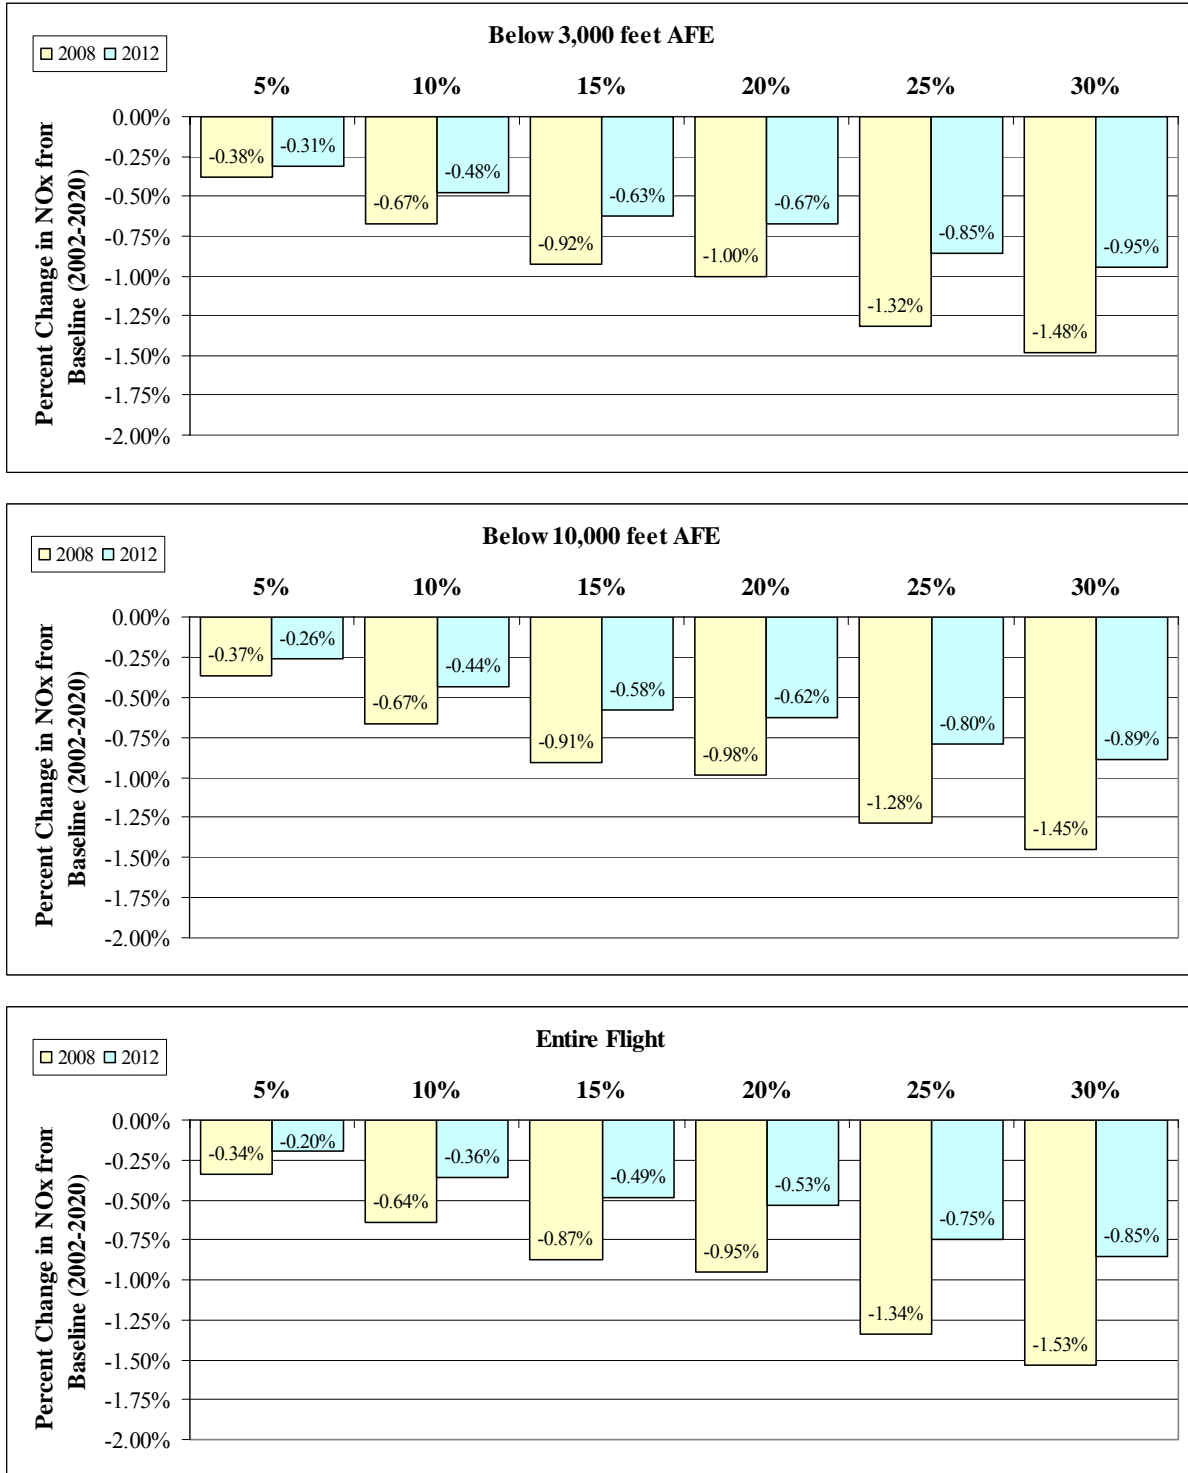 Below 3,000 feet AFE
2008 2012
5% 10% 15% 20% 25% 30%
Percent Change in NOx from
Baseline (2002-2020)
0.00%
-0.25%
-0.50%
-0.75%
-1.00%
-1.25%
-1.50%
-1.75%
-2.00%
-0.38% -0.31% -0.67% -0.48% -0.92% -0.63% -1.00% -0.67% -1.32% -0.85% -1.48% -0.95%
Below 10,000 feet AFE
2008 2012
5% 10% 15% 20% 25% 30%
Percent Change in NOx from
Baseline (2002-2020)
0.00%
-0.25%
-0.50%
-0.75%
-1.00%
-1.25%
-1.50%
-1.75%
-2.00%
-0.37% -0.26% -0.67% -0.44% -0.91% -0.58% -0.98% -0.62% -1.28% -0.80% -1.45% -0.89%
Entire Flight
2008 2012
5% 10% 15% 20% 25% 30%
Percent Change in NOx from
Baseline (2002-2020)
0.00%
-0.25%
-0.50%
-0.75%
-1.00%
-1.25%
-1.50%
-1.75%
-2.00%
-0.34% -0.20% -0.64% -0.36% -0.87% -0.49% -0.95% -0.53% -1.34% -0.75% -1.53% -0.85%